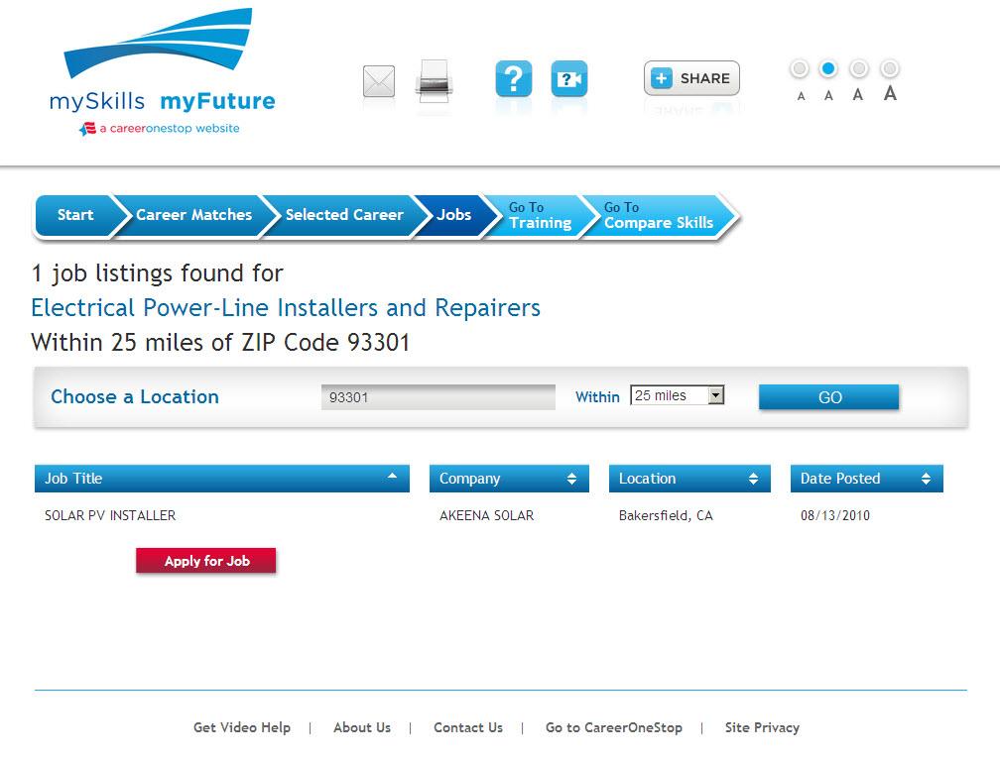 mySkills myFuture
a careeronestop website
SHARE
A A A A
Start
Career Matches
Selected Career
Jobs
Go To
Training
Go To
Compare Skills
1 job listings found for
Electrical Power-Line Installers and Repairers
Within 25 miles of ZIP Code 93301
Choose a Location 93301 Within 25 miles GO
Job Title Company Location Date Posted
SOLAR PV INSTALLER AKEENA SOLAR Bakersfield, CA 08/13/2010
Apply for Job
Get Video Help | About Us | Contact Us | Go to CareerOneStop | Site Privacy